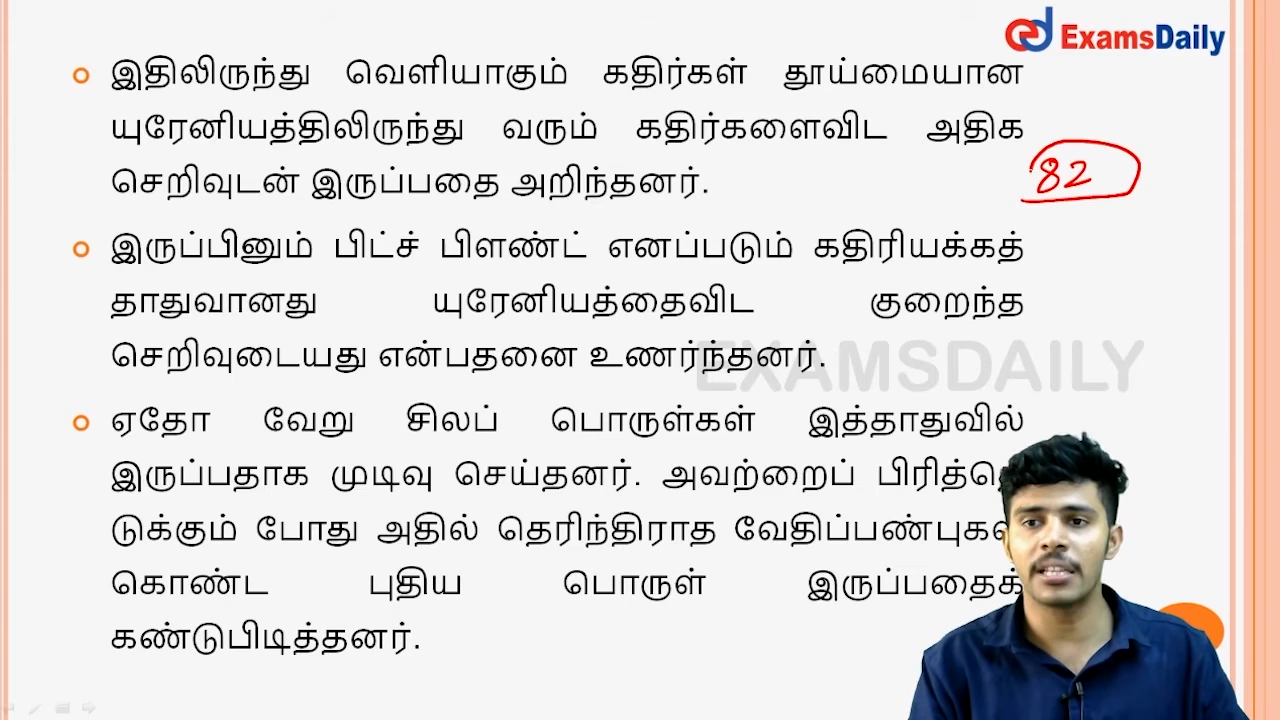 ExamsDaily
இதிலிருந்து வெளியாகும் கதிர்கள் தூய்மையான
யுரேனியத்திலிருந்து வரும் கதிர்களைவிட அதிக
செறிவுடன் இருப்பதை அறிந்தனர்.
82
இருப்பினும் பிட்ச் பிளண்ட் எனப்படும் கதிரியக்கத்
தாதுவானது யுரேனியத்தைவிட குறைந்த
செறிவுடையது என்பதனை உணர்ந்தனர்.
EXAMSDAILY
ஏதோ வேறு சிலப் பொருள்கள் இத்தாதுவில்
இருப்பதாக முடிவு செய்தனர். அவற்றைப்
டுக்கும் போது அதில் தெரிந்திராத
கொண்ட புதிய பொருள் இருப்பதைக்
கண்டுபிடித்தனர்.